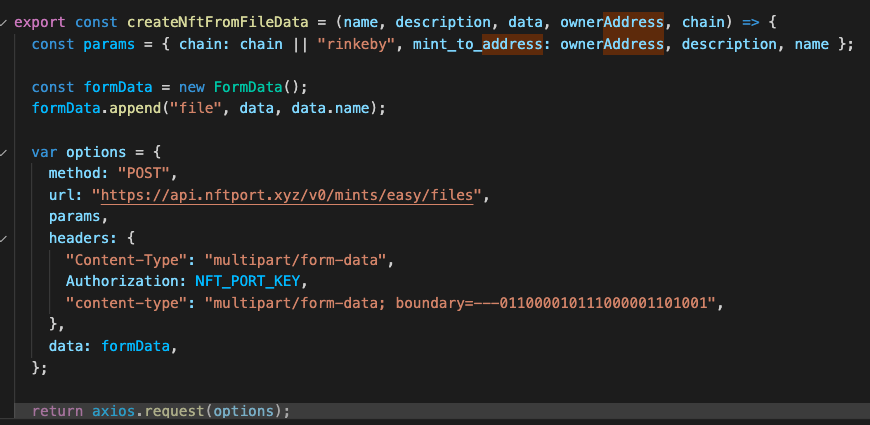 export const createNftFromFileData = (name, description, data, ownerAddress, chain) => {
const params = { chain: chain || "rinkeby", mint_to_address: ownerAddress, description, name };
const formData = new FormData();
formData.append("file", data, data.name);
var options = {
method: "POST",
url: "https://api.nftport.xyz/v0/mints/easy/files",
params,
headers: {
"Content-Type": "multipart/form-data",
Authorization: NFT_PORT_KEY,
"content-type": "multipart/form-data; boundary=---011000010111000001101001",
},
data: formData,
};
return axios.request(options);